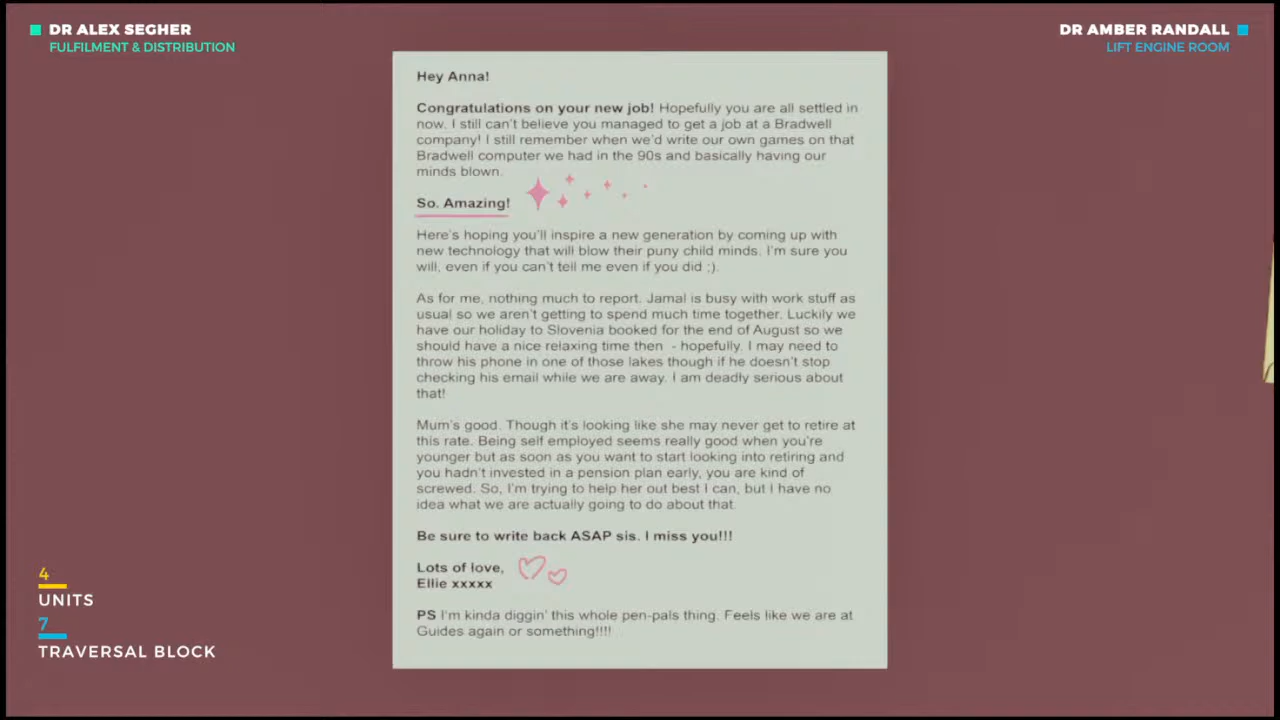 DR ALEX SEGHER
FULFILMENT & DISTRIBUTION
DR AMBER RANDALL
LIFT ENGINE ROOM
Hey Anna!
Congratulations on your new job! Hopefully you are all settled in
now. I still can't believe you managed to get a job at a Bradwell
company! I still remember when we'd write our own games on that
Bradwell computer we had in the 90s and basically having our
minds blown.
So. Amazing!
Here's hoping you'll inspire a new generation by coming up with
new technology that will blow their puny child minds. I'm sure you
will, even if you can't tell me even if you did ;).
As for me, nothing much to report. Jamal is busy with work stuff as
usual so we aren't getting to spend much time together. Luckily we
have our holiday to Slovenia booked for the end of August so we
should have a nice relaxing time then - hopefully. I may need to
throw his phone in one of those lakes though if he doesn't stop
checking his email while we are away. I am deadly serious about
that!
Mum's good. Though it's looking like she may never get to retire at
this rate. Being self employed seems really good when you're
younger but as soon as you want to start looking into retiring and
you hadn't invested in a pension plan early, you are kind of
screwed. So, I'm trying to help her out best I can, but I have no
idea what we are actually going to do about that.
Be sure to write back ASAP sis. I miss you!!!
Lots of love,
Ellie xxxxx
PS I'm kinda diggin' this whole pen-pals thing. Feels like we are at
Guides again or something!!!!
4
UNITS
7
TRAVERSAL BLOCK